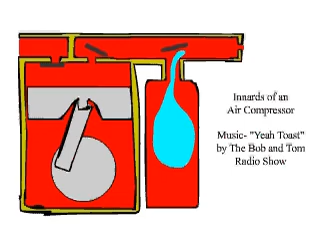 Innards of an
Air Compressor
Music- "Yeah Toast"
by The Bob and Tom
Radio Show